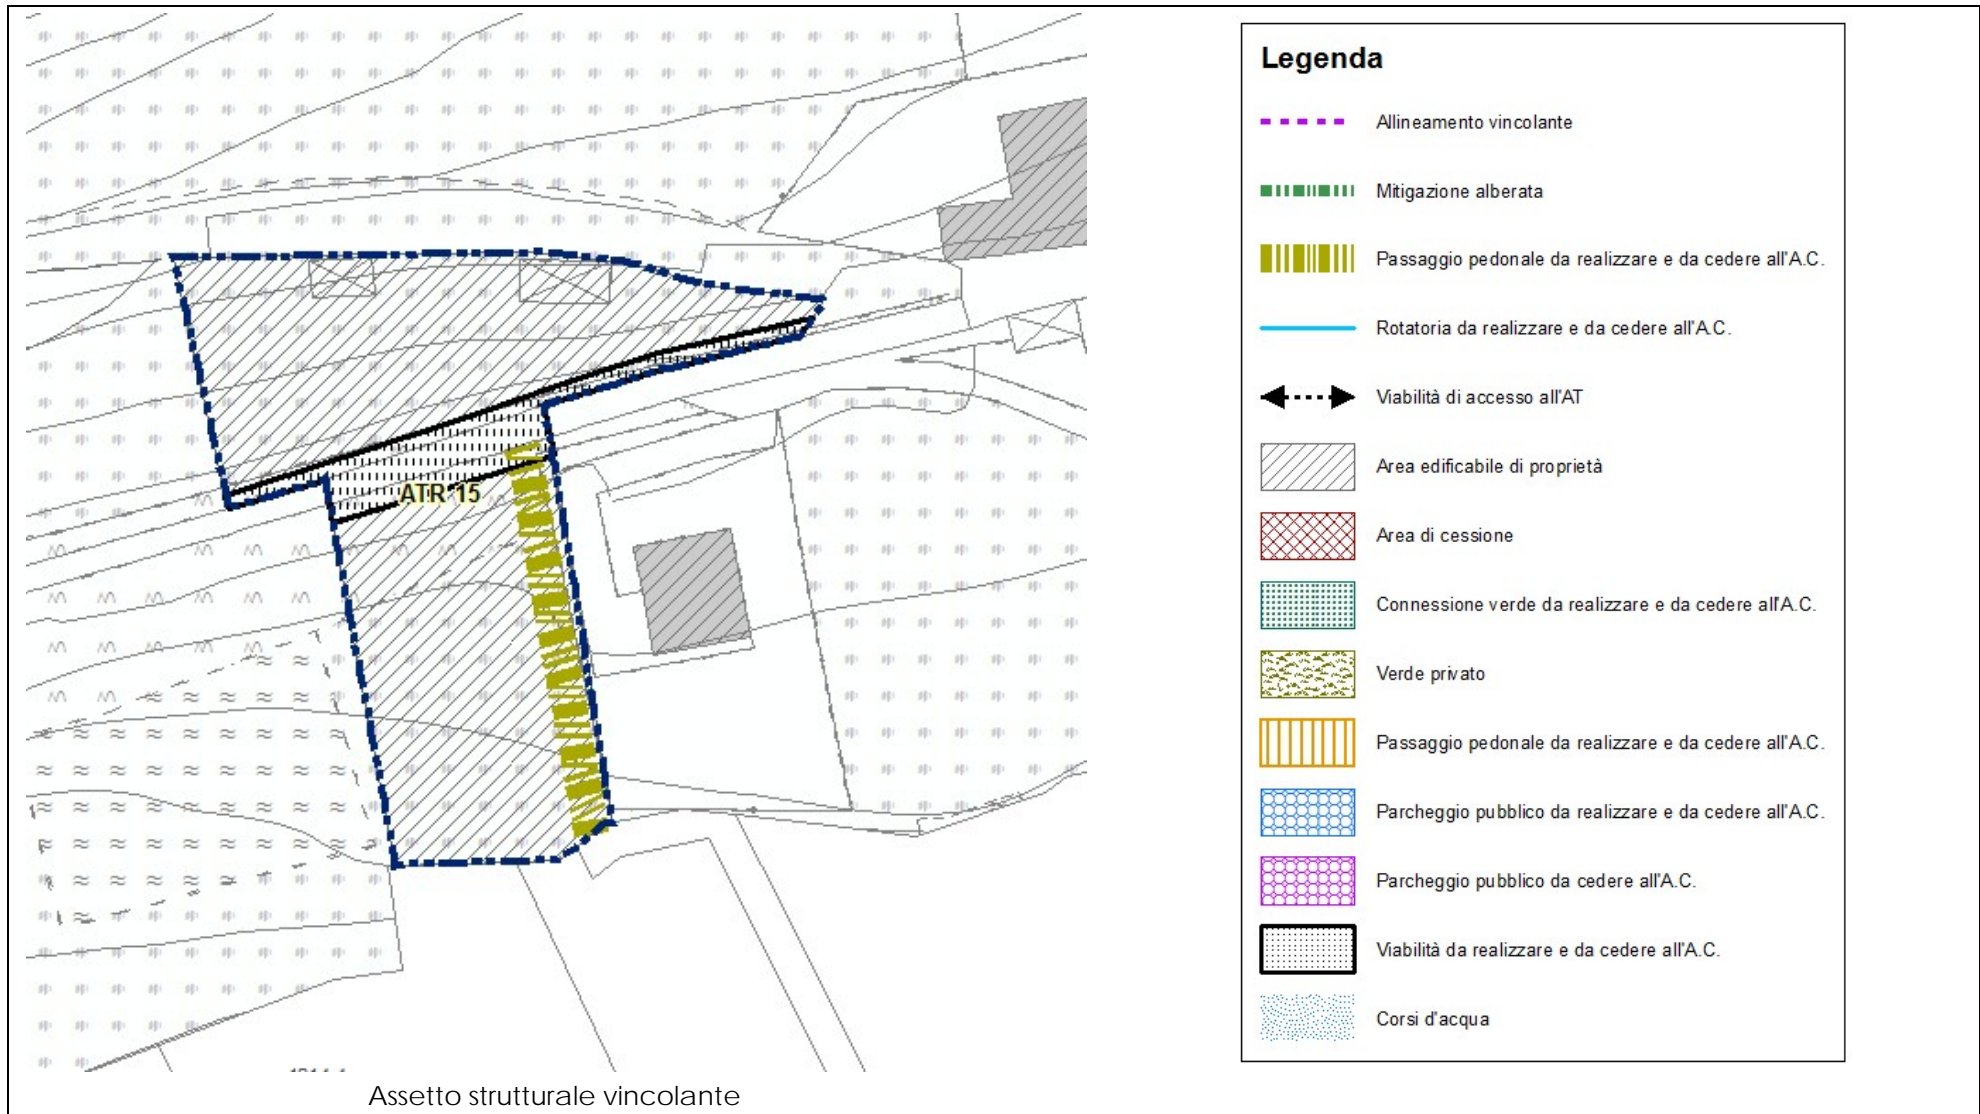 ATR 15
Assetto strutturale vincolante
Legenda
Allineamento vincolante
Mitigazione alberata
Passaggio pedonale da realizzare e da cedere all'A.C.
Rotatoria da realizzare e da cedere all'A.C.
Viabilità di accesso all'AT
Area edificabile di proprietà
Area di cessione
Connessione verde da realizzare e da cedere all'A.C.
Verde privato
Passaggio pedonale da realizzare e da cedere all'A.C.
Parcheggio pubblico da realizzare e da cedere all'A.C.
Parcheggio pubblico da cedere all'A.C.
Viabilità da realizzare e da cedere all'A.C.
Corsi d'acqua